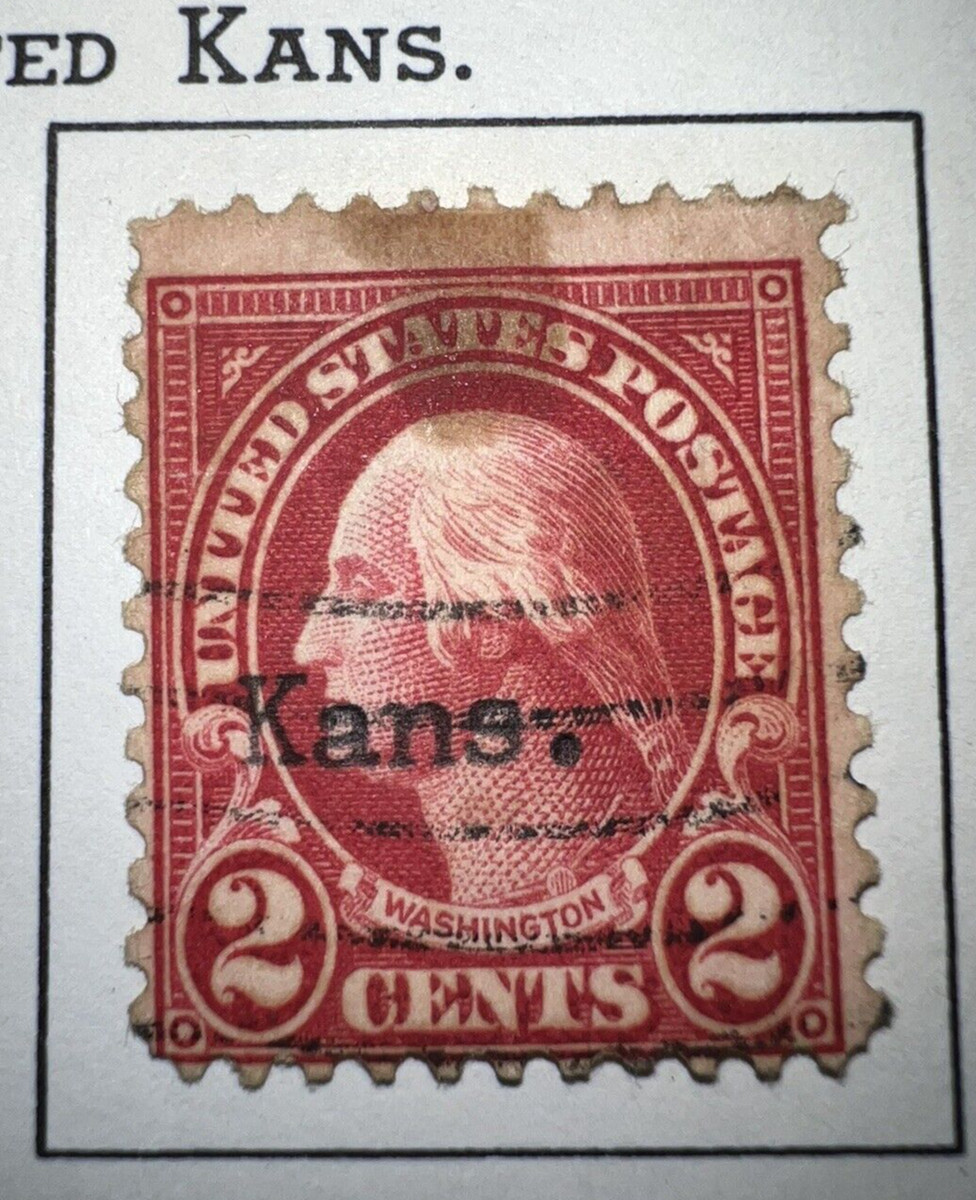 ED KANS.
UNITED STATES POSTAGE
Kans.
WASHINGTON
2 CENTS 2